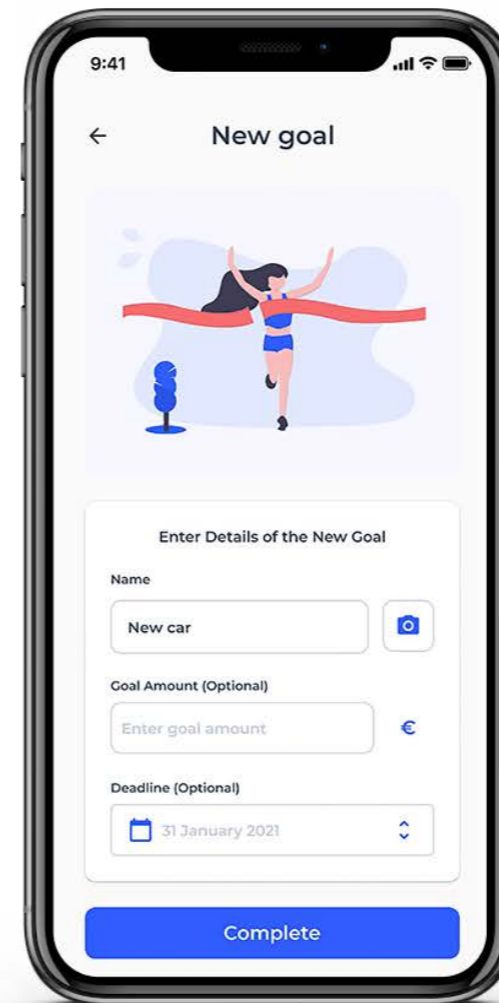 9:41
New goal
Enter Details of the New Goal
Name
New car
Goal Amount (Optional)
Enter goal amount
€
Deadline (Optional)
31 January 2021
Complete